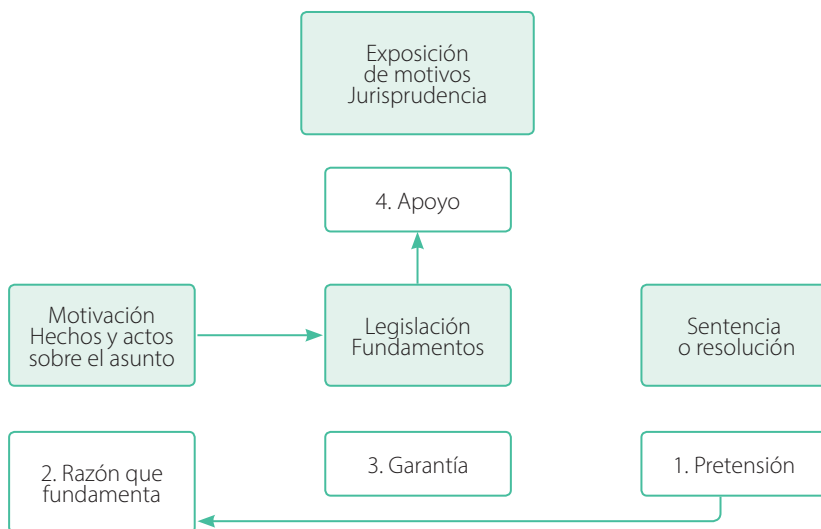 Exposición
de motivos
Jurisprudencia
4. Apoyo
Motivación
Hechos y actos
sobre el asunto
Legislación
Fundamentos
Sentencia
o resolución
2. Razón que
fundamenta
3. Garantía
1. Pretensión